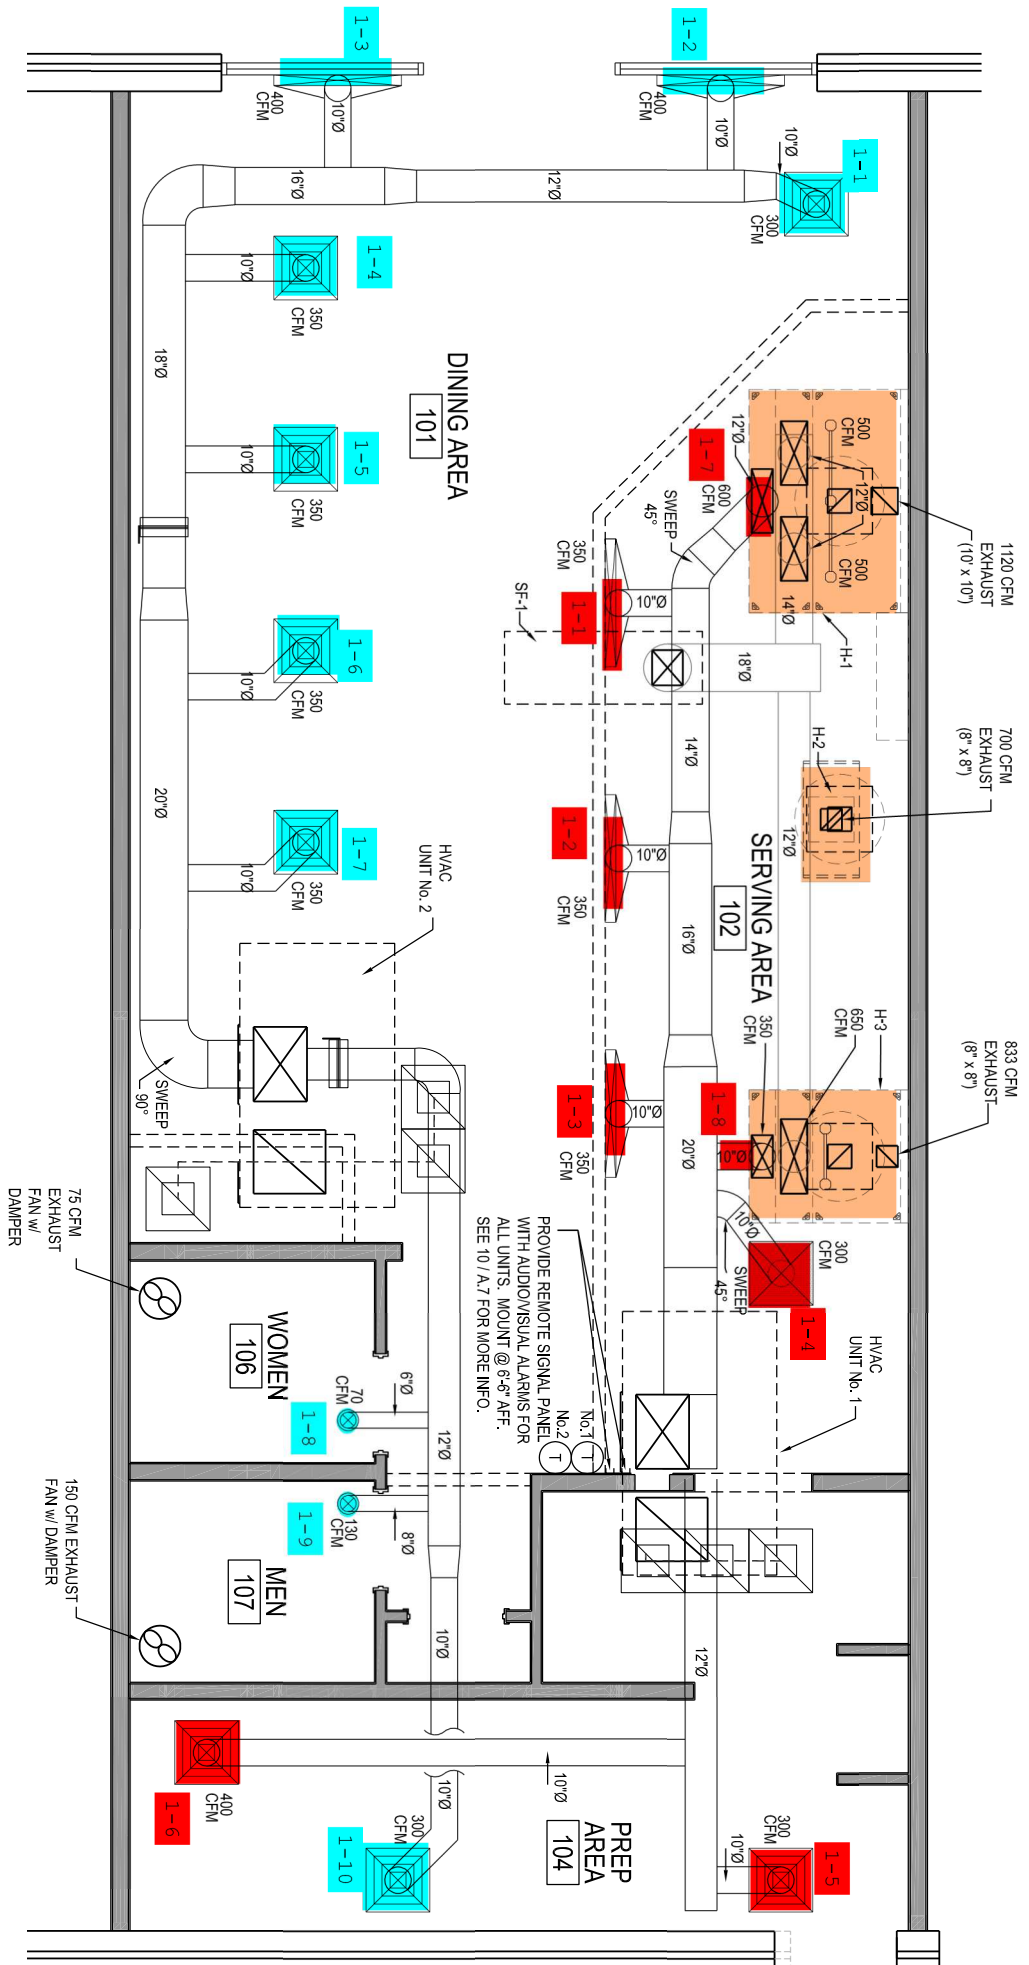 1-3
1-2
400
CFM
10"Ø
400
CFM
10"Ø
10"Ø
1-1
300
CFM
16"Ø
12"Ø
1-4
10"Ø
350
CFM
18"Ø
DINING AREA
101
10"Ø
1-5
350
CFM
1-6
10"Ø
350
CFM
20"Ø
1-7
10"Ø
350
CFM
HVAC
UNIT No. 2
SWEEP
90°
500
CFM
12"Ø
500
CFM
12"Ø
1-7
600
CFM
14"Ø
1120 CFM
EXHAUST
(10' x 10")
H-1
SWEEP
45°
350
CFM
10"Ø
1-1
SF-1
18"Ø
14"Ø
H-2
700 CFM
EXHAUST
(8" x 8")
12"Ø
1-2
10"Ø
350
CFM
SERVING AREA
102
16"Ø
H-3
650
CFM
350
CFM
833 CFM
EXHAUST
(8" x 8")
1-3
10"Ø
350
CFM
1-8
20"Ø
10"Ø
10"Ø
SWEEP
45°
300
CFM
1-4
HVAC
UNIT No. 1
PROVIDE REMOTE SIGNAL PANEL
WITH AUDIO/VISUAL ALARMS FOR
ALL UNITS. MOUNT @ 6'-6" AFF.
SEE 10 / A.7 FOR MORE INFO.
No.1
T
No.2
T
75 CFM
EXHAUST
FAN w/
DAMPER
WOMEN
106
6"Ø
70
CFM
1-8
12"Ø
130
CFM
1-9
8"Ø
MEN
107
150 CFM EXHAUST
FAN w/ DAMPER
10"Ø
12"Ø
400
CFM
1-6
10"Ø
10"Ø
300
CFM
1-10
PREP
AREA
104
300
CFM
10"Ø
1-5